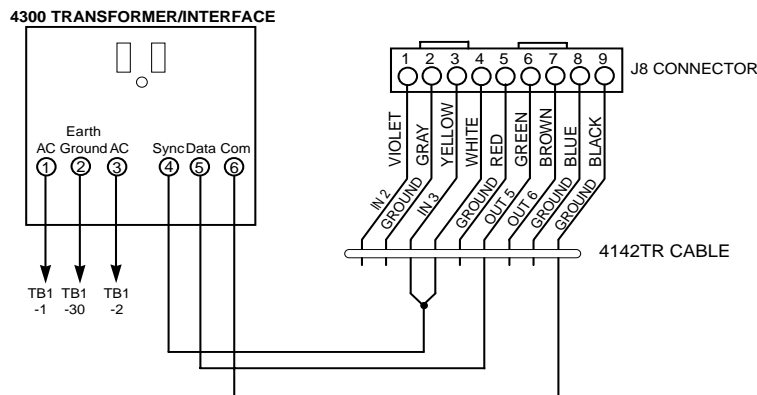 4300 TRANSFORMER/INTERFACE
1 2 3 4 5 6 7 8 9
J8 CONNECTOR
VIOLET
GRAY
YELLOW
WHITE
RED
GREEN
BROWN
BLUE
BLACK
Earth
AC Ground AC Sync Data Com
1 2 3 4 5 6
IN 2
GROUND
IN 3
GROUND
OUT 5
OUT 6
GROUND
GROUND
4142TR CABLE
TB1 TB1 TB1
-1 -30 -2